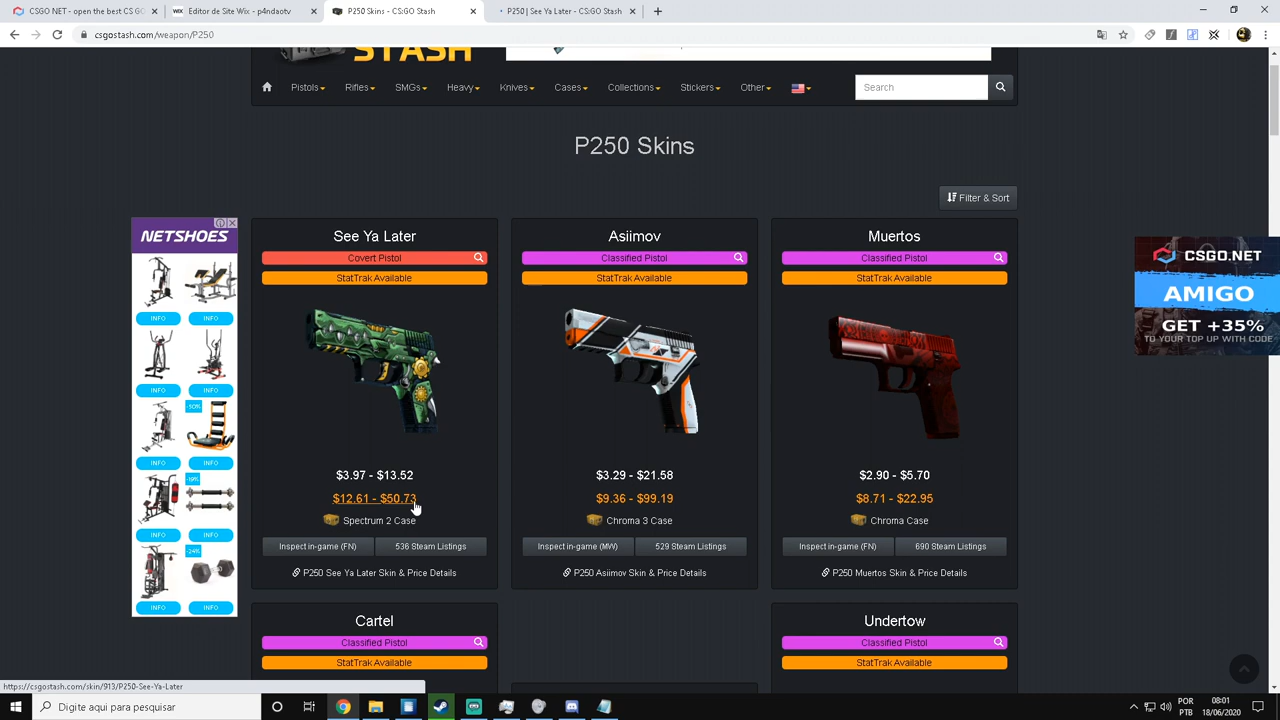 CSGO NET - open the best CS GO
Editor de Site Wix - p4ndaotv
P250 Skins - CS:GO Stash
P250 | See Ya Later - CS:GO Stash
csgostash.com/weapon/P250
STASH
Pistols
Rifles
SMGs
Heavy
Knives
Cases
Collections
Stickers
Other
Search
P250 Skins
Filter & Sort
NETSHOES
INFO
INFO
INFO
INFO
-50%
INFO
INFO
-19%
INFO
INFO
-24%
INFO
INFO
See Ya Later
Covert Pistol
StatTrak Available
$3.97 - $13.52
$12.61 - $50.73
Spectrum 2 Case
Inspect in-game (FN)
536 Steam Listings
P250 See Ya Later Skin & Price Details
Asiimov
Classified Pistol
StatTrak Available
$3.29 - $21.58
$9.36 - $99.19
Chroma 3 Case
Inspect in-game (MW)
529 Steam Listings
P250 Asiimov Skin & Price Details
Muertos
Classified Pistol
StatTrak Available
$2.90 - $5.70
$8.71 - $22.95
Chroma Case
Inspect in-game (FN)
690 Steam Listings
P250 Muertos Skin & Price Details
CSGO.NET
AMIGO
GET +35%
TO YOUR TOP UP WITH CODE
Cartel
Classified Pistol
StatTrak Available
Undertow
Classified Pistol
StatTrak Available
https://csgostash.com/skin/913/P250-See-Ya-Later
Digite aqui para pesquisar
POR
PTB
08:01
18/06/2020